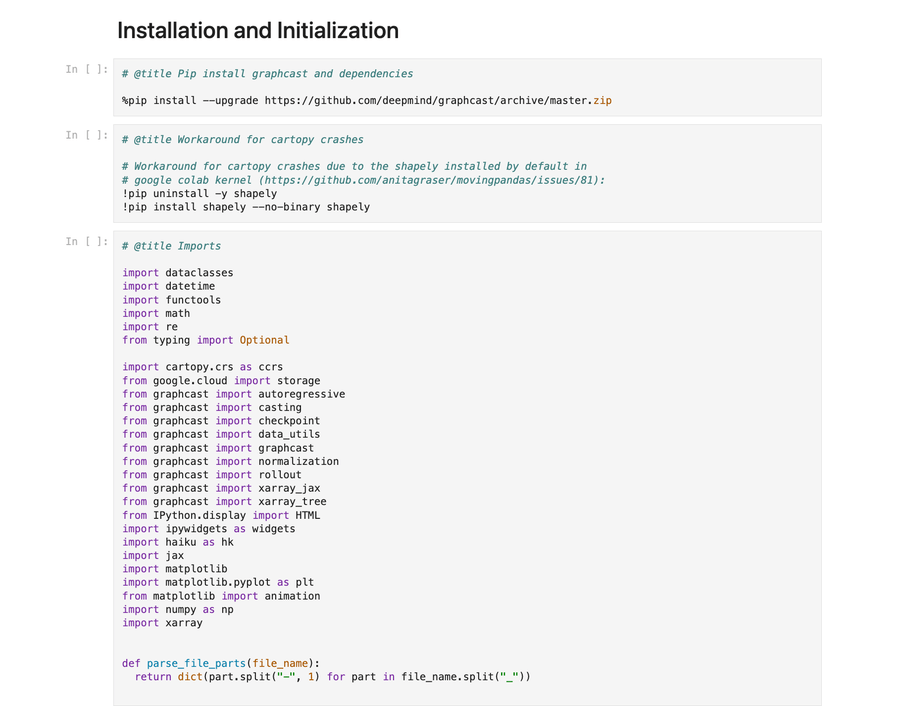 Installation and Initialization
In [ ]:
# @title Pip install graphcast and dependencies
%pip install --upgrade https://github.com/deepmind/graphcast/archive/master.zip
In [ ]:
# @title Workaround for cartopy crashes
# Workaround for cartopy crashes due to the shapely installed by default in
# google colab kernel (https://github.com/anitagraser/movingpandas/issues/81):
!pip uninstall -y shapely
!pip install shapely --no-binary shapely
In [ ]:
# @title Imports
import dataclasses
import datetime
import functools
import math
import re
from typing import Optional
import cartopy.crs as ccrs
from google.cloud import storage
from graphcast import autoregressive
from graphcast import casting
from graphcast import checkpoint
from graphcast import data_utils
from graphcast import graphcast
from graphcast import normalization
from graphcast import rollout
from graphcast import xarray_jax
from graphcast import xarray_tree
from IPython.display import HTML
import ipywidgets as widgets
import haiku as hk
import jax
import matplotlib
import matplotlib.pyplot as plt
from matplotlib import animation
import numpy as np
import xarray
def parse_file_parts(file_name):
  return dict(part.split("-", 1) for part in file_name.split("_"))